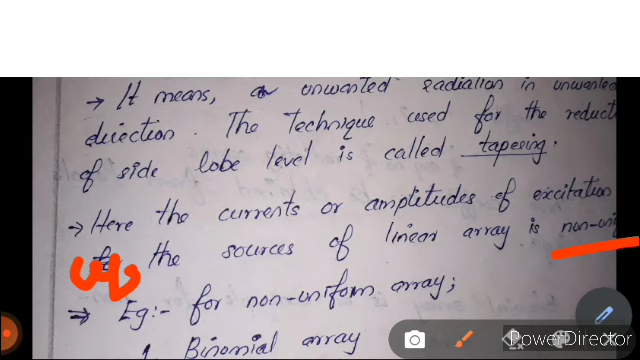 → It means, a unwanted radiation in unwanted
direction. The Technique used for the reduct
of side lobe level is called tapering.
→ Here the currents or amplitudes of excitation
the sources of linear array is non-uni
→ Eg:- for non-uniform array;
1. Binomial array
PowerDirector